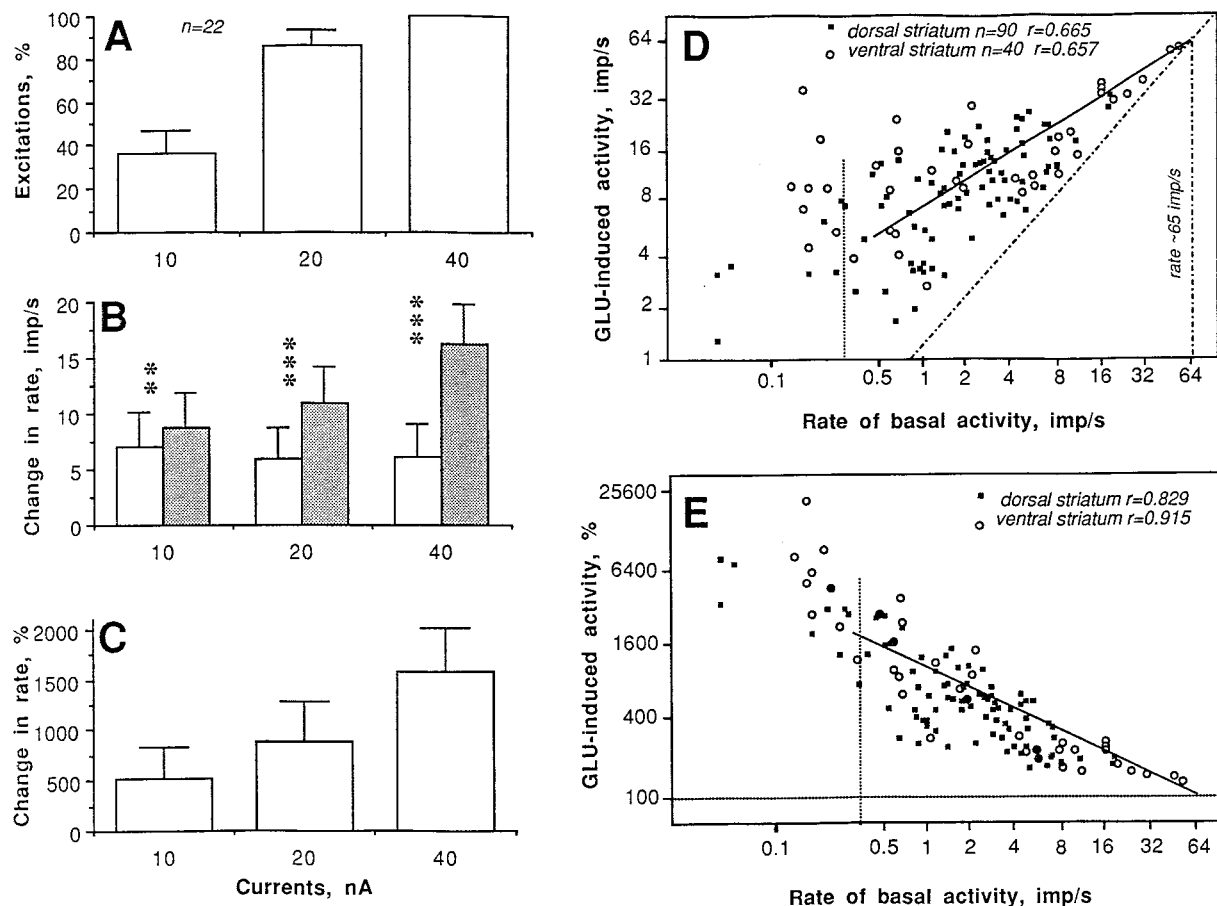 A
n=22
Excitations, %
100
80
60
40
20
0
10 20 40
B
Change in rate, imp/s
20
15
10
5
0
** *** ***
10 20 40
C
Change in rate, %
2000
1500
1000
500
0
10 20 40
Currents, nA
D
dorsal striatum n=90 r=0.665
ventral striatum n=40 r=0.657
GLU-induced activity, imp/s
64
32
16
8
4
2
1
rate ~65 imp/s
0.1 0.5 1 2 4 8 16 32 64
Rate of basal activity, imp/s
E
dorsal striatum r=0.829
ventral striatum r=0.915
GLU-induced activity, %
25600
6400
1600
400
100
0.1 0.5 1 2 4 8 16 32 64
Rate of basal activity, imp/s